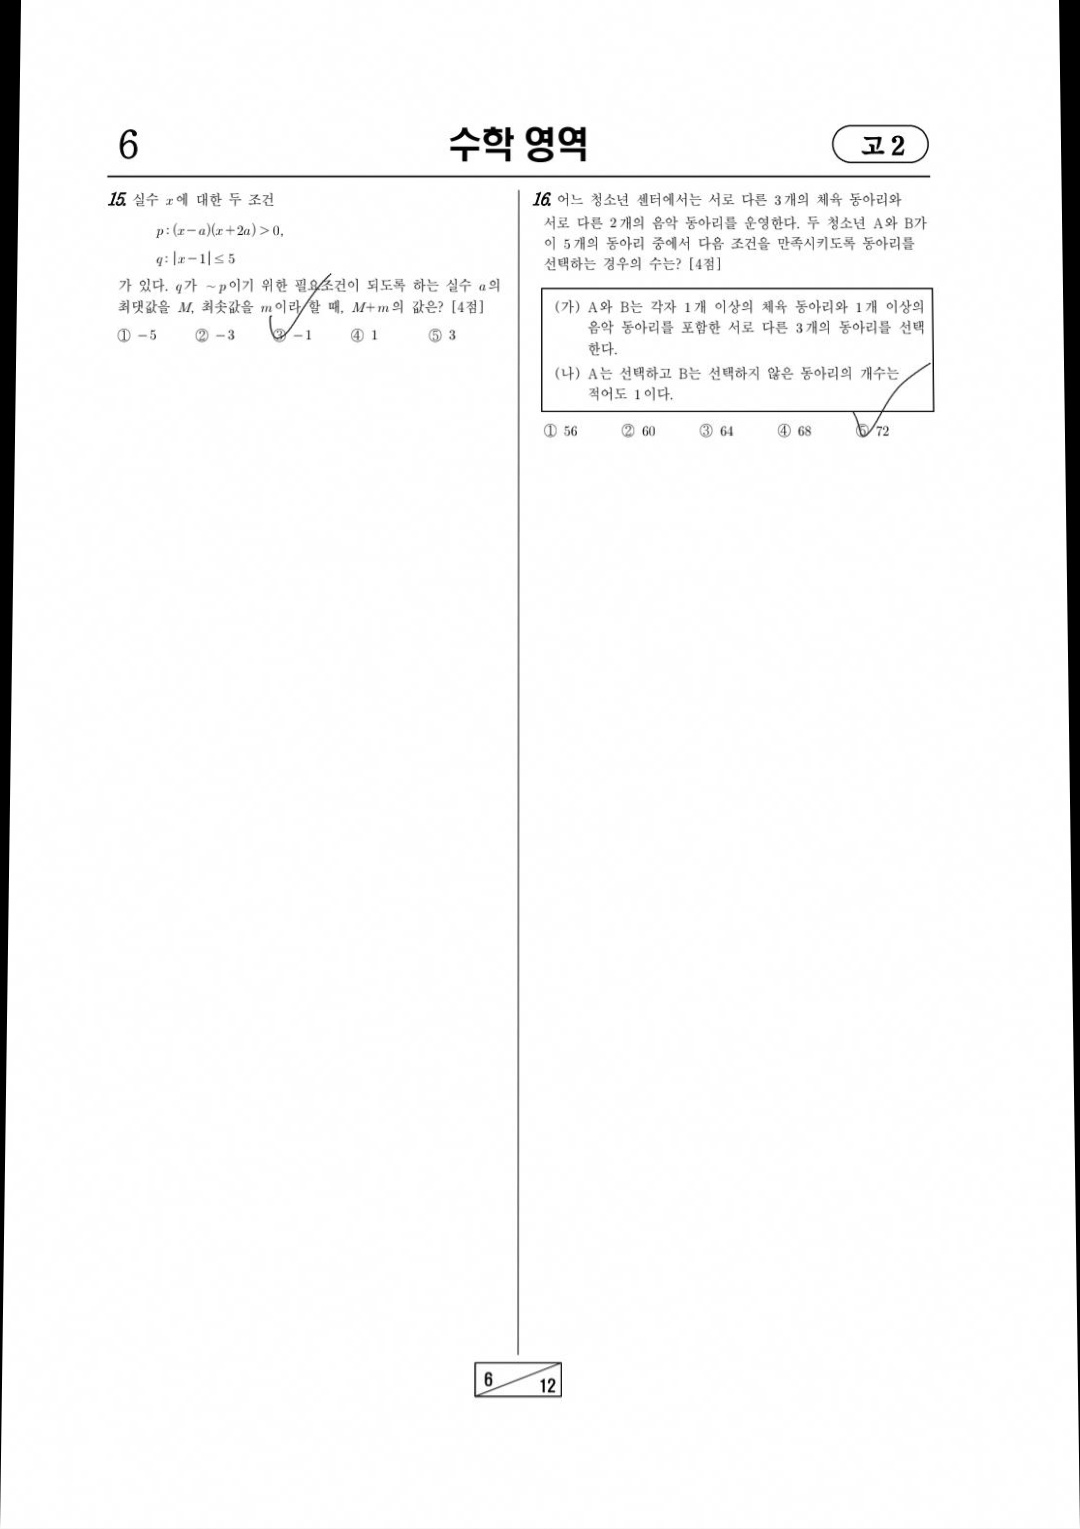 6
수학 영역
고 2
15. 실수 x에 대한 두 조건
p : (x-a)(x+2a) > 0,
q : |x-1| ≤ 5
가 있다. q가 ~p이기 위한 필요조건이 되도록 하는 실수 a의
최댓값을 M, 최솟값을 m이라 할 때, M+m의 값은? [4점]
① -5 ② -3 ③ -1 ④ 1 ⑤ 3
16. 어느 청소년 센터에서는 서로 다른 3개의 체육 동아리와
서로 다른 2개의 음악 동아리를 운영한다. 두 청소년 A와 B가
이 5개의 동아리 중에서 다음 조건을 만족시키도록 동아리를
선택하는 경우의 수는? [4점]
(가) A와 B는 각자 1개 이상의 체육 동아리와 1개 이상의
음악 동아리를 포함한 서로 다른 3개의 동아리를 선택
한다.
(나) A는 선택하고 B는 선택하지 않은 동아리의 개수는
적어도 1이다.
① 56 ② 60 ③ 64 ④ 68 ⑤ 72
6 12